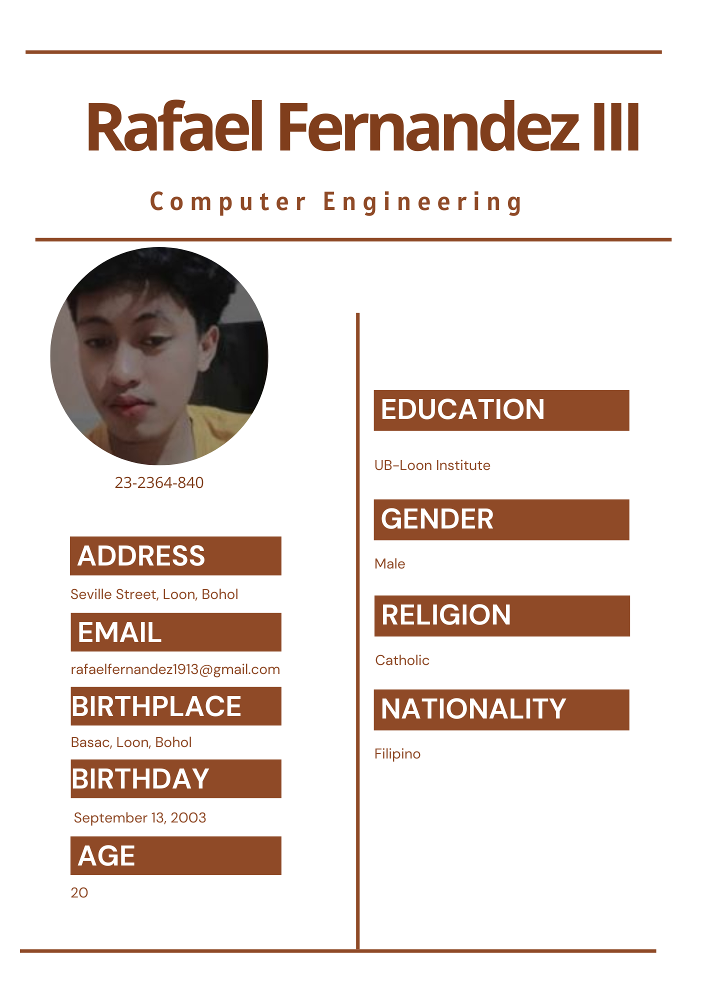 Rafael Fernandez III
Computer Engineering
23-2364-840
ADDRESS
Seville Street, Loon, Bohol
EMAIL
rafaelfernandez1913@gmail.com
BIRTHPLACE
Basac, Loon, Bohol
BIRTHDAY
September 13, 2003
AGE
20
EDUCATION
UB-Loon Institute
GENDER
Male
RELIGION
Catholic
NATIONALITY
Filipino